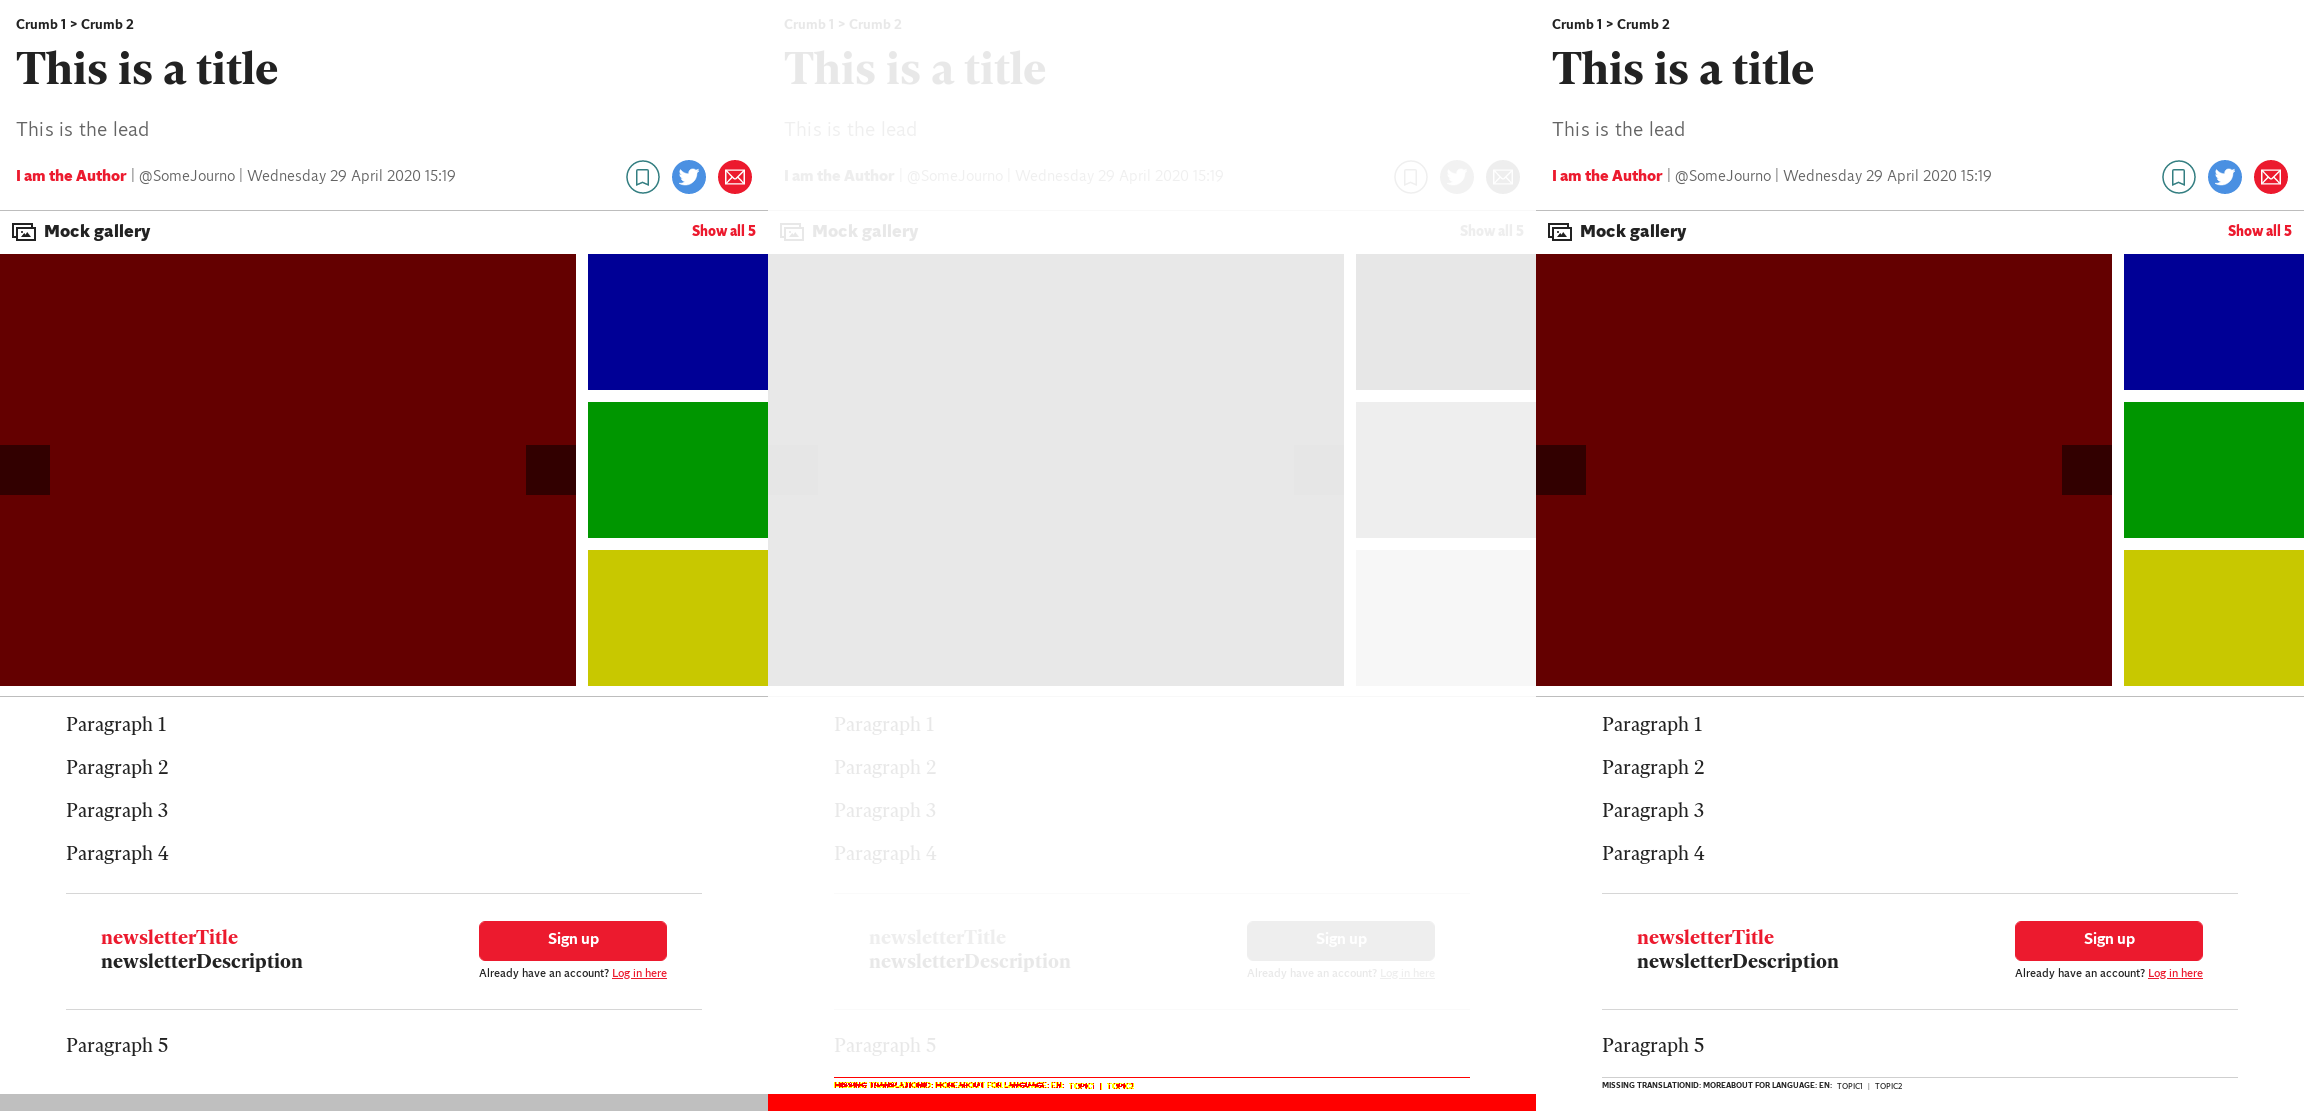 Crumb 1 > Crumb 2
This is a title
This is the lead
I am the Author | @SomeJourno | Wednesday 29 April 2020 15:19
Mock gallery
Show all 5
Paragraph 1
Paragraph 2
Paragraph 3
Paragraph 4
newsletterTitle
newsletterDescription
Sign up
Already have an account? Log in here
Paragraph 5
Crumb 1 > Crumb 2
This is a title
This is the lead
I am the Author | @SomeJourno | Wednesday 29 April 2020 15:19
Mock gallery
Show all 5
Paragraph 1
Paragraph 2
Paragraph 3
Paragraph 4
newsletterTitle
newsletterDescription
Sign up
Already have an account? Log in here
Paragraph 5
MISSING TRANSLATIONID: MOREABOUT FOR LANGUAGE: EN: TOPIC1 | TOPIC2
Crumb 1 > Crumb 2
This is a title
This is the lead
I am the Author | @SomeJourno | Wednesday 29 April 2020 15:19
Mock gallery
Show all 5
Paragraph 1
Paragraph 2
Paragraph 3
Paragraph 4
newsletterTitle
newsletterDescription
Sign up
Already have an account? Log in here
Paragraph 5
MISSING TRANSLATIONID: MOREABOUT FOR LANGUAGE: EN: TOPIC1 | TOPIC2